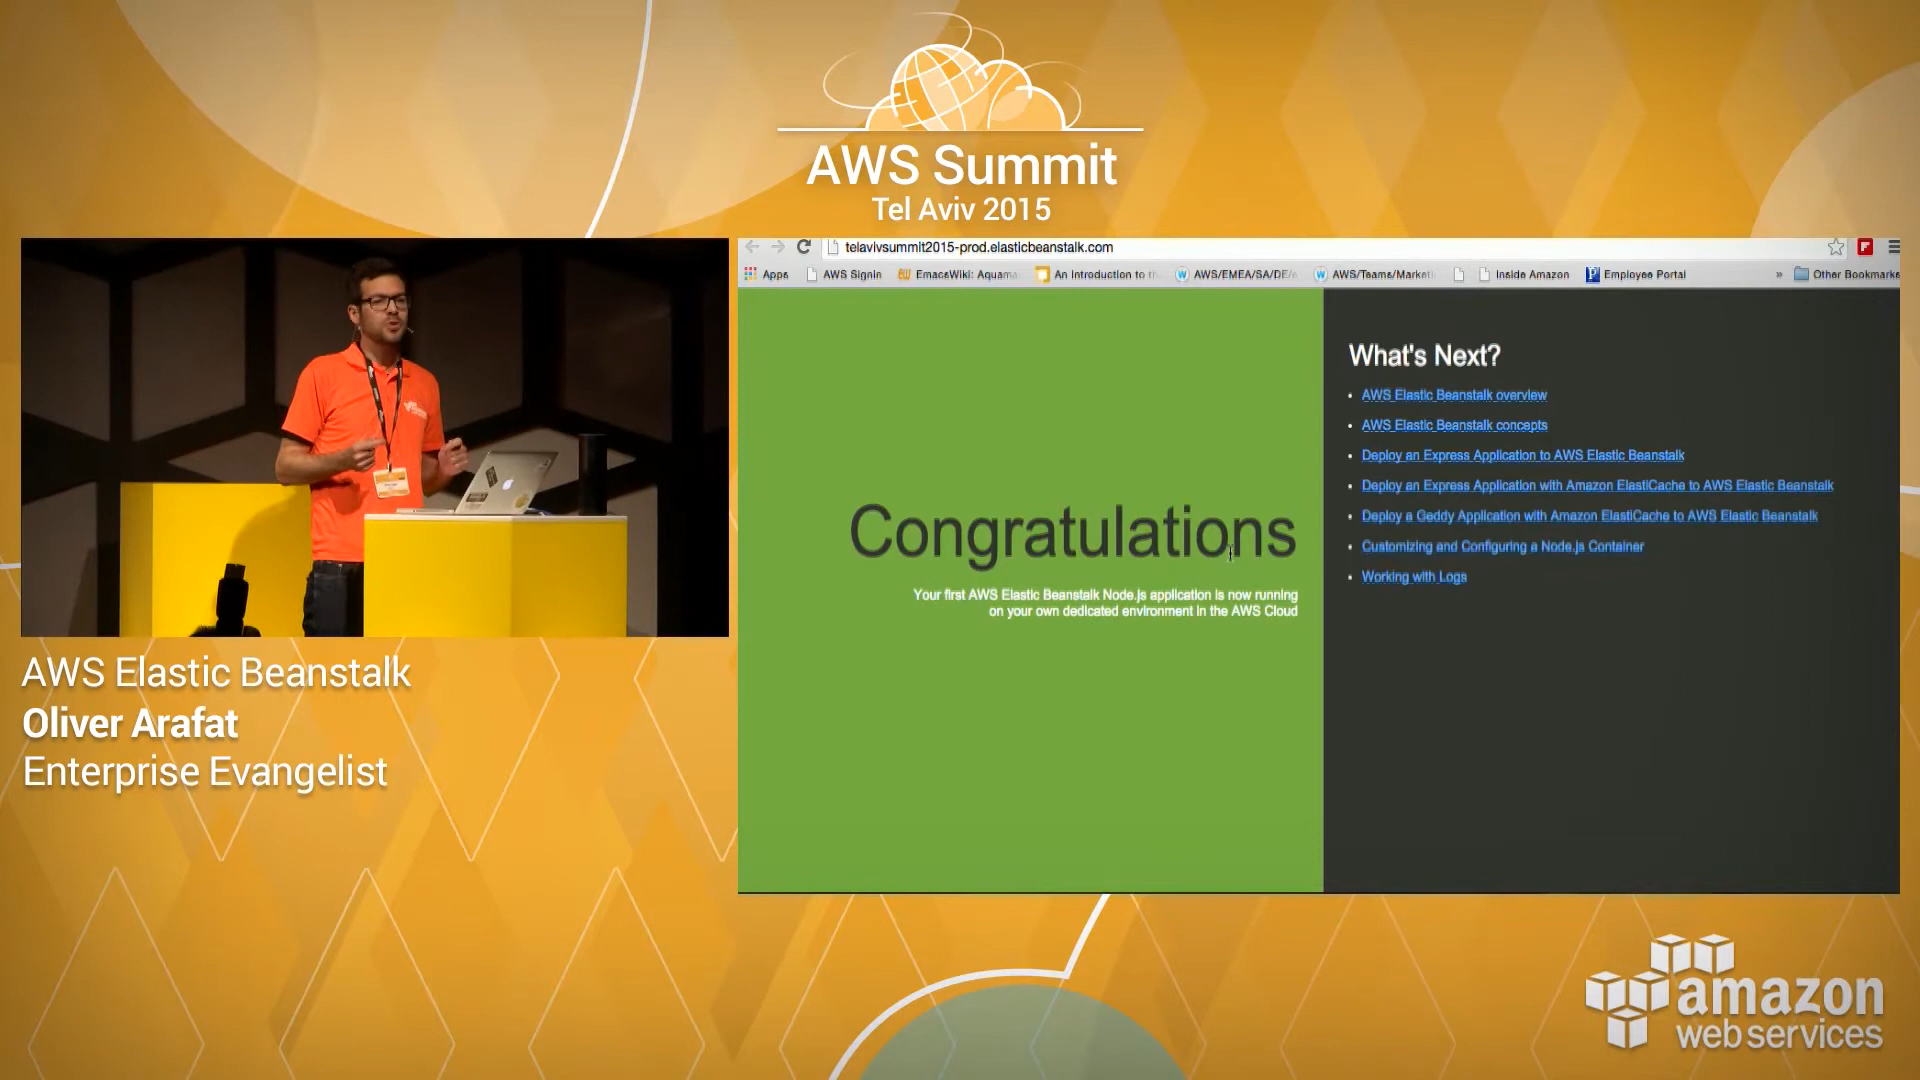 AWS Summit
Tel Aviv 2015
telavivsummit2015-prod.elasticbeanstalk.com
Apps
AWS Signin
EmacsWiki: Aquama
An Introduction to
AWS/EMEA/SA/DE/
AWS/Teams/Marketi
Inside Amazon
Employee Portal
»
Other Bookmarks
Congratulations
Your first AWS Elastic Beanstalk Node.js application is now running
on your own dedicated environment in the AWS Cloud
What's Next?
• AWS Elastic Beanstalk overview
• AWS Elastic Beanstalk concepts
• Deploy an Express Application to AWS Elastic Beanstalk
• Deploy an Express Application with Amazon ElastiCache to AWS Elastic Beanstalk
• Deploy a Geddy Application with Amazon ElastiCache to AWS Elastic Beanstalk
• Customizing and Configuring a Node.js Container
• Working with Logs
AWS Elastic Beanstalk
Oliver Arafat
Enterprise Evangelist
amazon
web services